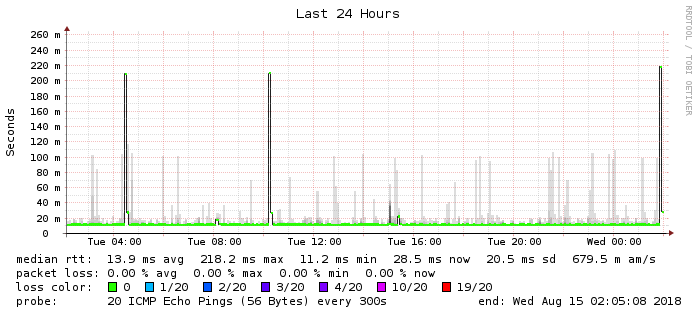 Last 24 Hours
RRDTOOL / TOBI OETIKER
Seconds
260 m
240 m
220 m
200 m
180 m
160 m
140 m
120 m
100 m
80 m
60 m
40 m
20 m
0
Tue 04:00 Tue 08:00 Tue 12:00 Tue 16:00 Tue 20:00 Wed 00:00
median rtt: 13.9 ms avg 218.2 ms max 11.2 ms min 28.5 ms now 20.5 ms sd 679.5 m am/s
packet loss: 0.00 % avg 0.00 % max 0.00 % min 0.00 % now
loss color: 0 1/20 2/20 3/20 4/20 10/20 19/20
probe: 20 ICMP Echo Pings (56 Bytes) every 300s end: Wed Aug 15 02:05:08 2018